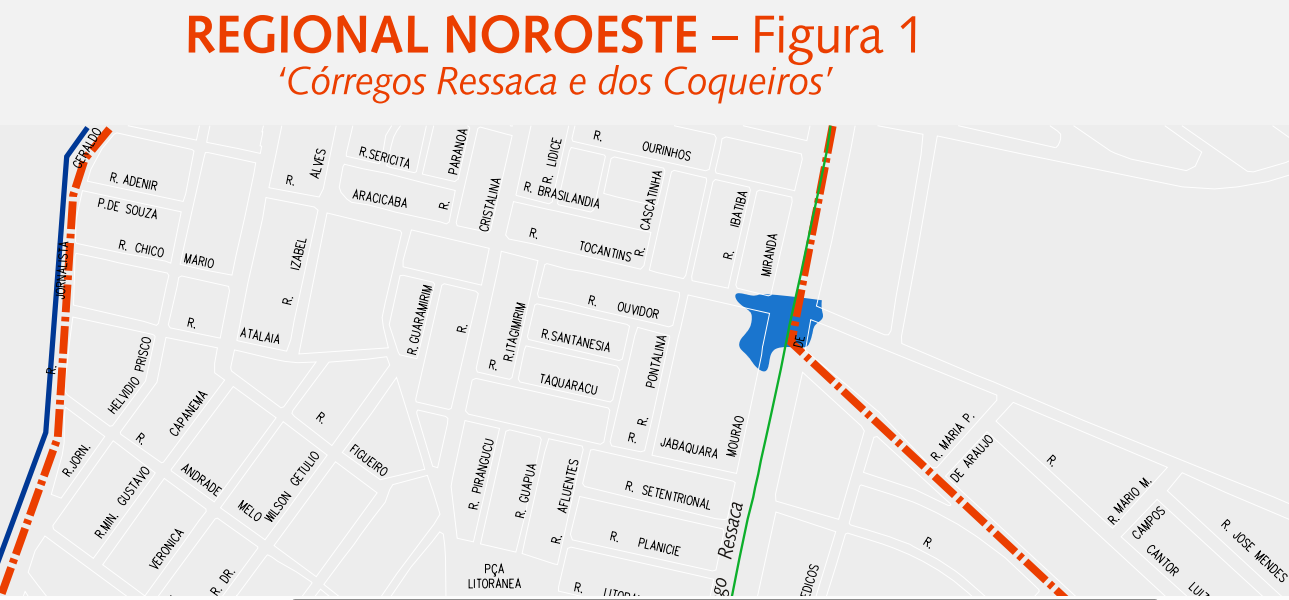 REGIONAL NOROESTE – Figura 1
‘Córregos Ressaca e dos Coqueiros’
GERALDO
R. ADENIR
P.DE SOUZA
R. CHICO MARIO
JORNALISTA
R.
R. ALVES
R.SERICITA
PARANOA
R.
ARACICABA
CRISTALINA
R. LIDICE
R. OURINHOS
R. BRASILANDIA
R. CASCATINHA
R. IBATIBA
MIRANDA
R. TOCANTINS
R. IZABEL
R. ATALAIA
R.GUARAMIRIM
R.
R.ITAGIMIRIM
R. OUVIDOR
R.SANTANESIA
R. TAQUARACU
R. PONTALINA
DE
HELVIDIO PRISCO
R. CAPANEMA
R.JORN.
R. FIGUEIRO
R. JABAQUARA
MOURAO
R. MARIA P.
DE ARAUJO
R.
R. MARIO M.
CAMPOS
R. JOSE MENDES
CANTOR LUIZ
R.MIN. GUSTAVO
ANDRADE MELO
WILSON GETULIO
R. PIRANGUCU
R. GUAPUA
R. AFLUENTES
R. SETENTRIONAL
R. PLANICIE
Ressaca
go
VERONICA
R. DR.
PÇA
LITORÂNEA
R. LITORA
EDICOS
R.